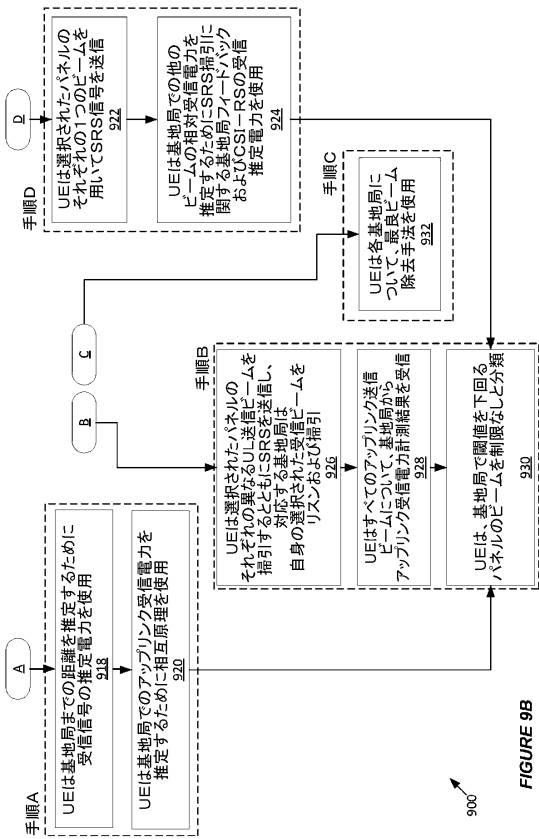 A
手順A
UEは基地局までの距離を推定するために
受信信号の推定電力を使用
918
UEは基地局でのアップリンク受信電力を
推定するために相互原理を使用
920
B
手順B
UEは選択されたパネルの
それぞれの異なるUL送信ビームを
掃引するとともにSRSを送信し、
対応する基地局は
自身の選択された受信ビームを
リスンおよび掃引
926
UEはすべてのアップリンク送信
ビームについて、基地局から
アップリンク受信電力計測結果を受信
928
UEは、基地局で閾値を下回る
パネルのビームを制限なしと分類
930
C
手順C
UEは各基地局に
ついて、最良ビーム
除去手法を使用
932
D
手順D
UEは選択されたパネルの
それぞれの1つのビームを
用いてSRS信号を送信
922
UEは基地局での他の
ビームの相対受信電力を
推定するためにSRS掃引に
関する基地局フィードバック
およびCSI-RSの受信
推定電力を使用
924
900
FIGURE 9B